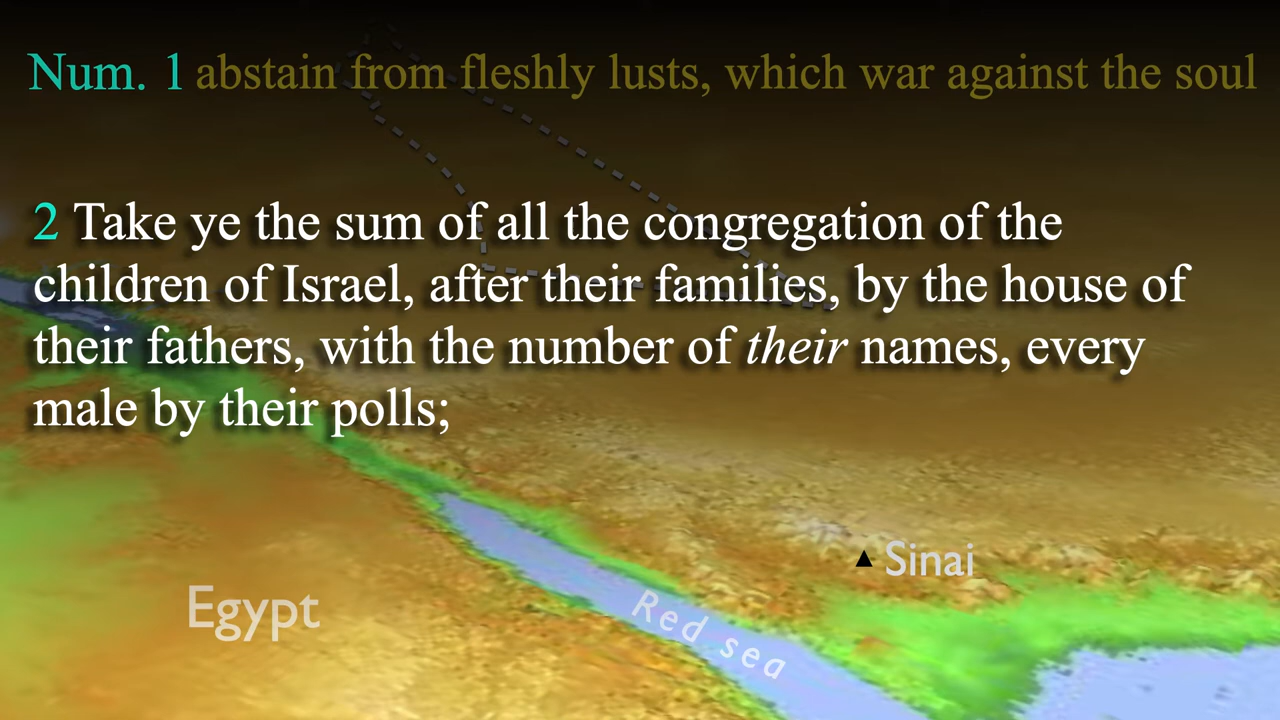 Num. 1 abstain from fleshly lusts, which war against the soul
2 Take ye the sum of all the congregation of the
children of Israel, after their families, by the house of
their fathers, with the number of their names, every
male by their polls;
Sinai
Egypt
Red sea